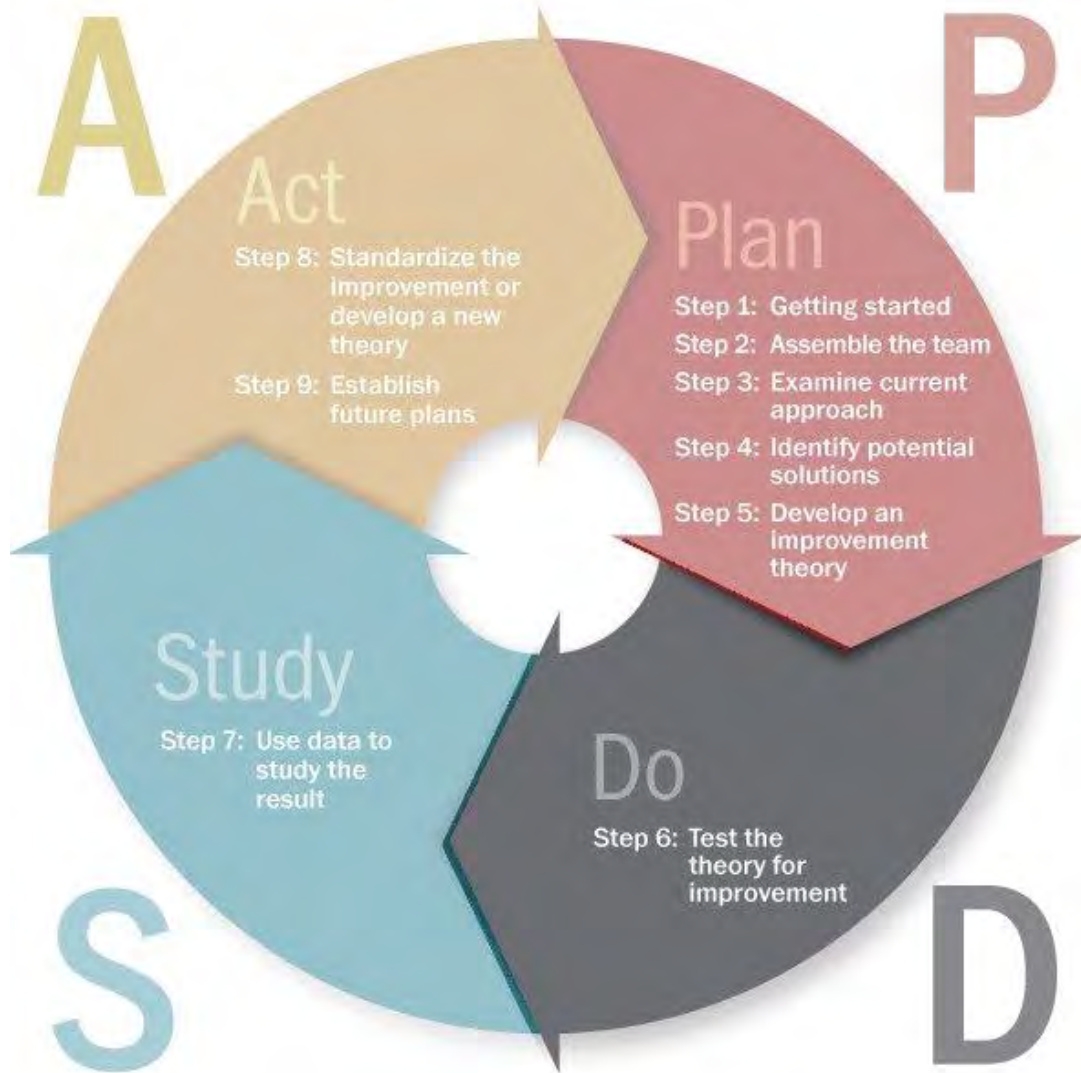 A
P
Act
Step 8: Standardize the
improvement or
develop a new
theory
Step 9: Establish
future plans
Plan
Step 1: Getting started
Step 2: Assemble the team
Step 3: Examine current
approach
Step 4: Identify potential
solutions
Step 5: Develop an
improvement
theory
Study
Step 7: Use data to
study the
result
Do
Step 6: Test the
theory for
improvement
S
D